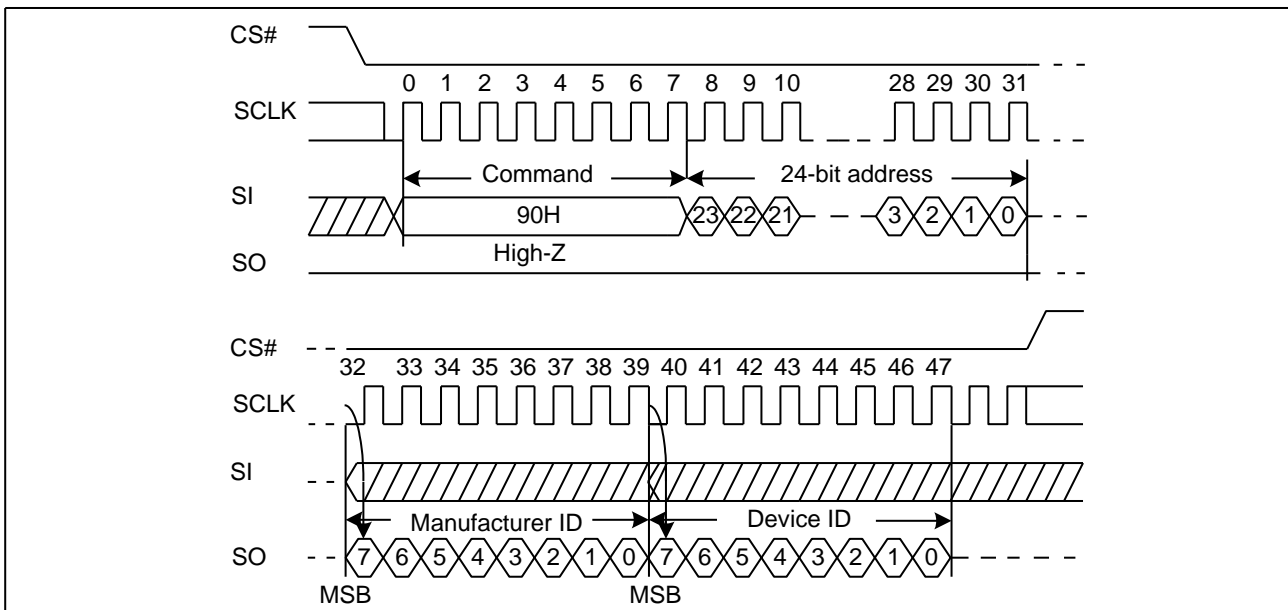 CS#
0 1 2 3 4 5 6 7 8 9 10 28 29 30 31
SCLK
Command 24-bit address
SI
90H 23 22 21 3 2 1 0
High-Z
SO
CS#
32 33 34 35 36 37 38 39 40 41 42 43 44 45 46 47
SCLK
SI
Manufacturer ID Device ID
SO 7 6 5 4 3 2 1 0 7 6 5 4 3 2 1 0
MSB MSB